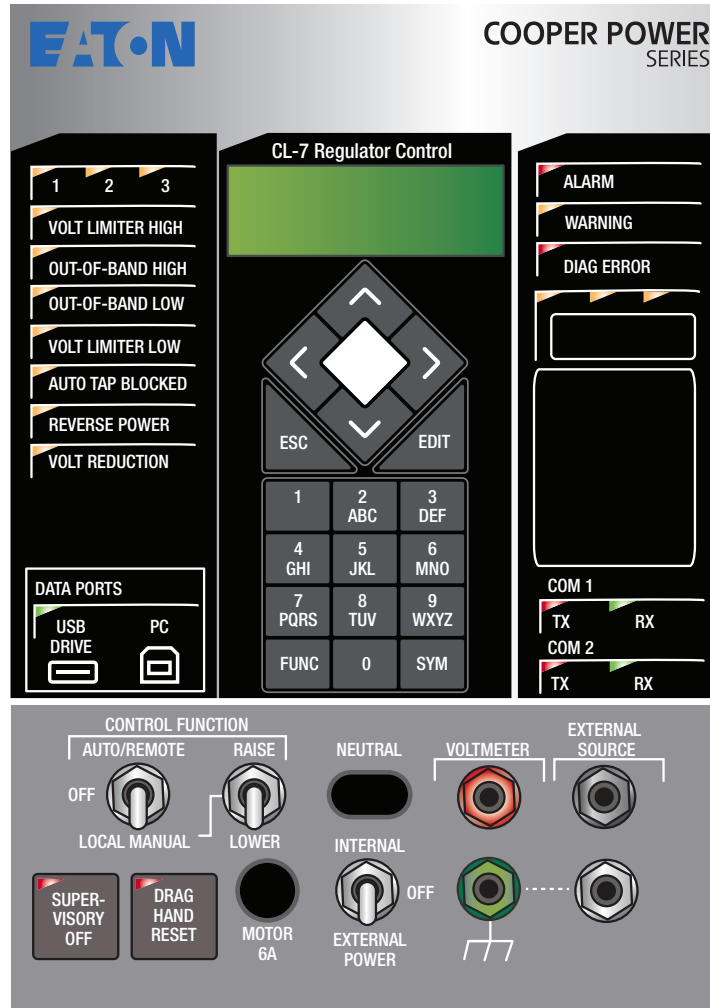 EATON
COOPER POWER
SERIES
CL-7 Regulator Control
1 2 3
VOLT LIMITER HIGH
OUT-OF-BAND HIGH
OUT-OF-BAND LOW
VOLT LIMITER LOW
AUTO TAP BLOCKED
REVERSE POWER
VOLT REDUCTION
DATA PORTS
USB
DRIVE
PC
ESC
EDIT
1
2
ABC
3
DEF
4
GHI
5
JKL
6
MNO
7
PQRS
8
TUV
9
WXYZ
FUNC
0
SYM
ALARM
WARNING
DIAG ERROR
COM 1
TX RX
COM 2
TX RX
CONTROL FUNCTION
AUTO/REMOTE
RAISE
OFF
LOCAL MANUAL
LOWER
NEUTRAL
VOLTMETER
EXTERNAL
SOURCE
SUPER-
VISORY
OFF
DRAG
HAND
RESET
MOTOR
6A
INTERNAL
OFF
EXTERNAL
POWER